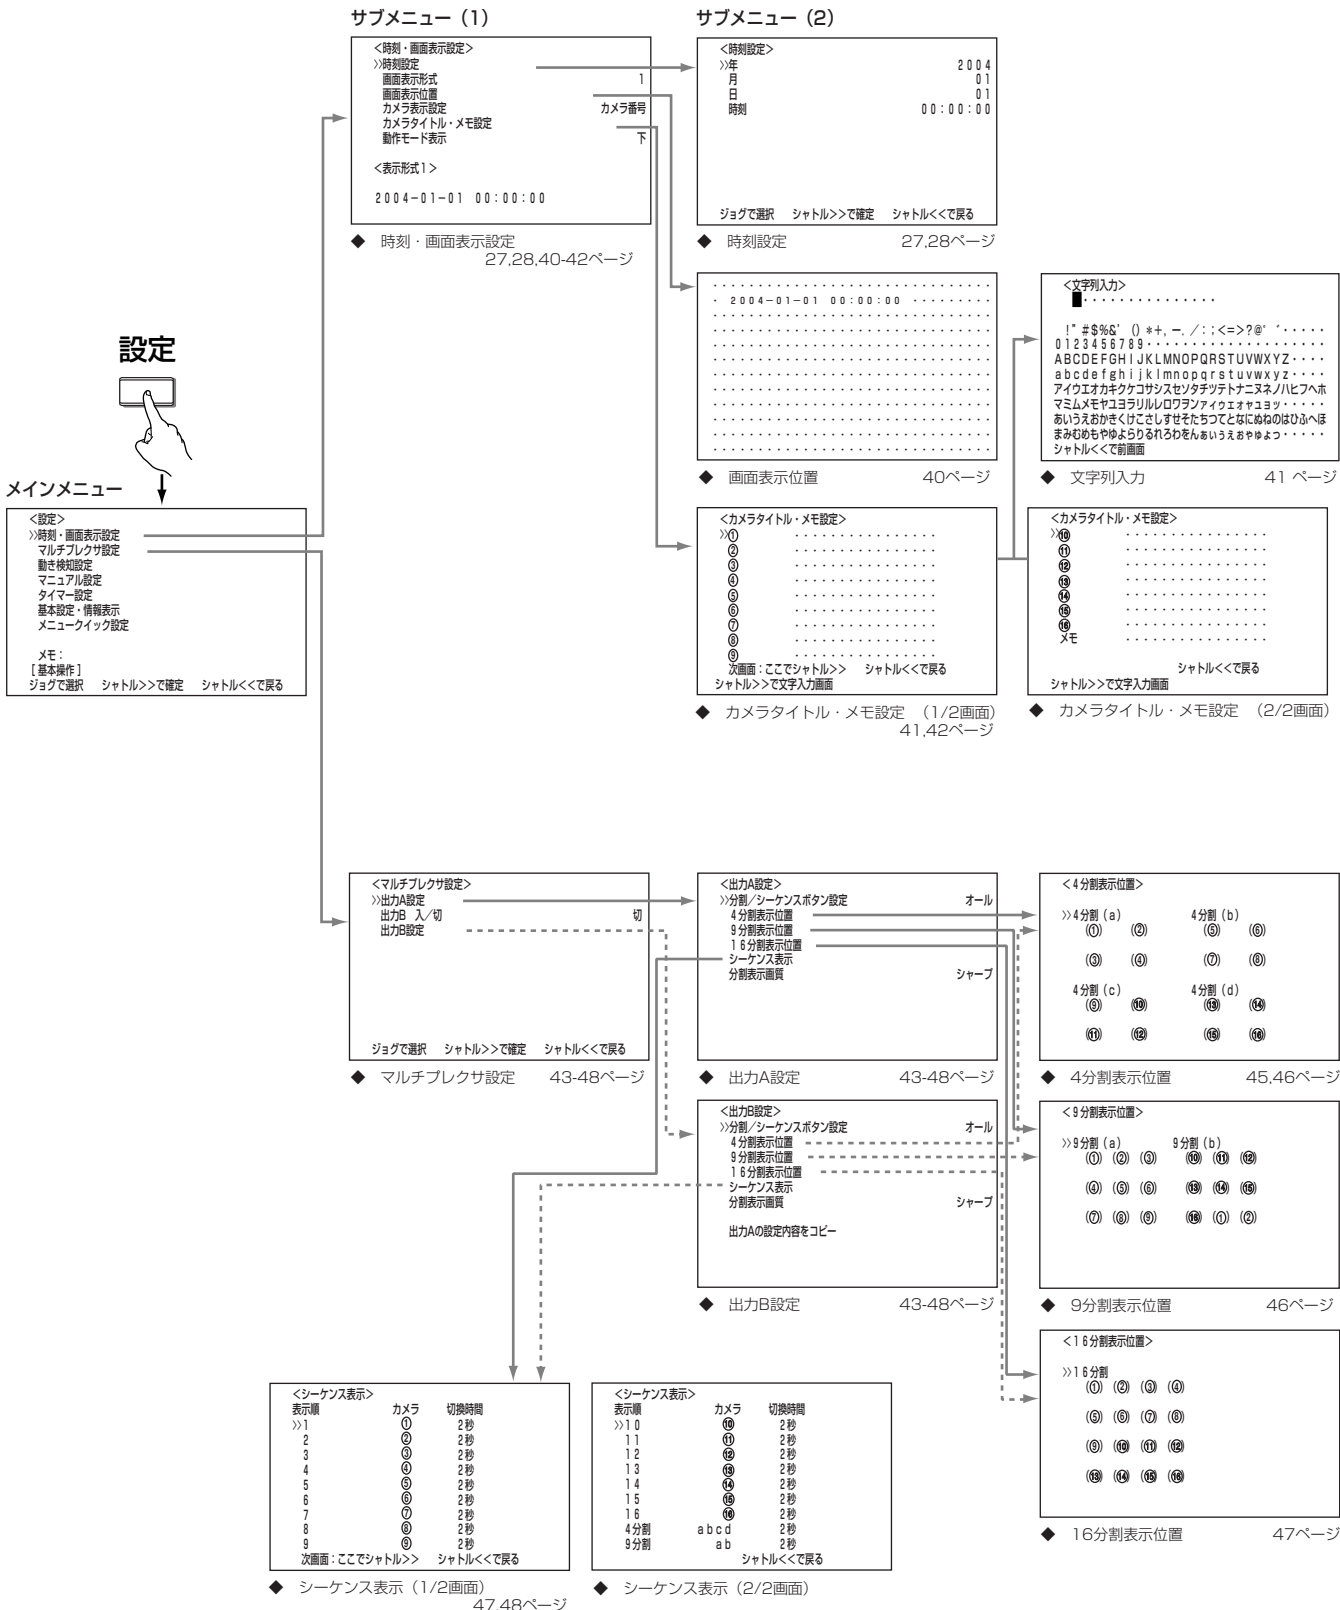 サブメニュー（1）
サブメニュー（2）
<時刻・画面表示設定>
>>時刻設定
画面表示形式 1
画面表示位置
カメラ表示設定 カメラ番号
カメラタイトル・メモ設定
動作モード表示 下
<表示形式1>
2004-01-01 00:00:00
◆ 時刻・画面表示設定
27,28,40-42ページ
<時刻設定>
>>年 2004
月 01
日 01
時刻 00:00:00
ジョグで選択 シャトル>>で確定 シャトル<<で戻る
◆ 時刻設定 27,28ページ
2004-01-01 00:00:00
◆ 画面表示位置 40ページ
<文字列入力>
!"#$%&'()*+,-./:;<=>?@゛゜・・・・・
0123456789・・・・・・・・・・・・・・・・・・・・
ABCDEFGHIJKLMNOPQRSTUVWXYZ・・・・
abcdefghijklmnopqrstuvwxyz・・・・
アイウエオカキクケコサシスセソタチツテトナニヌネノハヒフヘホ
マミムメモヤユヨラリルレロワヲンァィゥェォャュョッ・・・・・
あいうえおかきくけこさしすせそたちつてとなにぬねのはひふへほ
まみむめもやゆよらりるれろわをんぁぃぅぇぉゃゅょっ・・・・・
シャトル<<で前画面
◆ 文字列入力 41 ページ
設定
メインメニュー
<設定>
>>時刻・画面表示設定
マルチプレクサ設定
動き検知設定
マニュアル設定
タイマー設定
基本設定・情報表示
メニュークイック設定
メモ：
[基本操作]
ジョグで選択 シャトル>>で確定 シャトル<<で戻る
<カメラタイトル・メモ設定>
>>① ・・・・・・・・・・・・・・・
② ・・・・・・・・・・・・・・・
③ ・・・・・・・・・・・・・・・
④ ・・・・・・・・・・・・・・・
⑤ ・・・・・・・・・・・・・・・
⑥ ・・・・・・・・・・・・・・・
⑦ ・・・・・・・・・・・・・・・
⑧ ・・・・・・・・・・・・・・・
⑨ ・・・・・・・・・・・・・・・
次画面：ここでシャトル>> シャトル<<で戻る
シャトル>>で文字入力画面
◆ カメラタイトル・メモ設定 （1/2画面）
41,42ページ
<カメラタイトル・メモ設定>
>>⑩ ・・・・・・・・・・・・・・・
⑪ ・・・・・・・・・・・・・・・
⑫ ・・・・・・・・・・・・・・・
⑬ ・・・・・・・・・・・・・・・
⑭ ・・・・・・・・・・・・・・・
⑮ ・・・・・・・・・・・・・・・
⑯ ・・・・・・・・・・・・・・・
メモ ・・・・・・・・・・・・・・・
シャトル<<で戻る
シャトル>>で文字入力画面
◆ カメラタイトル・メモ設定 （2/2画面）
<マルチプレクサ設定>
>>出力A設定
出力B 入／切 切
出力B設定
ジョグで選択 シャトル>>で確定 シャトル<<で戻る
◆ マルチプレクサ設定 43-48ページ
<出力A設定>
>>分割／シーケンスボタン設定 オール
4分割表示位置
9分割表示位置
16分割表示位置
シーケンス表示
分割表示画質 シャープ
◆ 出力A設定 43-48ページ
<4分割表示位置>
>>4分割(a) 4分割(b)
(①) (②) (⑤) (⑥)
(③) (④) (⑦) (⑧)
4分割(c) 4分割(d)
(⑨) (⑩) (⑬) (⑭)
(⑪) (⑫) (⑮) (⑯)
◆ 4分割表示位置 45,46ページ
<出力B設定>
>>分割／シーケンスボタン設定 オール
4分割表示位置
9分割表示位置
16分割表示位置
シーケンス表示
分割表示画質 シャープ
出力Aの設定内容をコピー
◆ 出力B設定 43-48ページ
<9分割表示位置>
>>9分割(a) 9分割(b)
(①) (②) (③) (⑩) (⑪) (⑫)
(④) (⑤) (⑥) (⑬) (⑭) (⑮)
(⑦) (⑧) (⑨) (⑯) (①) (②)
◆ 9分割表示位置 46ページ
<16分割表示位置>
>>16分割
(①) (②) (③) (④)
(⑤) (⑥) (⑦) (⑧)
(⑨) (⑩) (⑪) (⑫)
(⑬) (⑭) (⑮) (⑯)
◆ 16分割表示位置 47ページ
<シーケンス表示>
表示順 カメラ 切換時間
>>1 ① 2秒
2 ② 2秒
3 ③ 2秒
4 ④ 2秒
5 ⑤ 2秒
6 ⑥ 2秒
7 ⑦ 2秒
8 ⑧ 2秒
9 ⑨ 2秒
次画面：ここでシャトル>> シャトル<<で戻る
◆ シーケンス表示（1/2画面）
47,48ページ
<シーケンス表示>
表示順 カメラ 切換時間
>>10 ⑩ 2秒
11 ⑪ 2秒
12 ⑫ 2秒
13 ⑬ 2秒
14 ⑭ 2秒
15 ⑮ 2秒
16 ⑯ 2秒
4分割 abcd 2秒
9分割 ab 2秒
シャトル<<で戻る
◆ シーケンス表示（2/2画面）